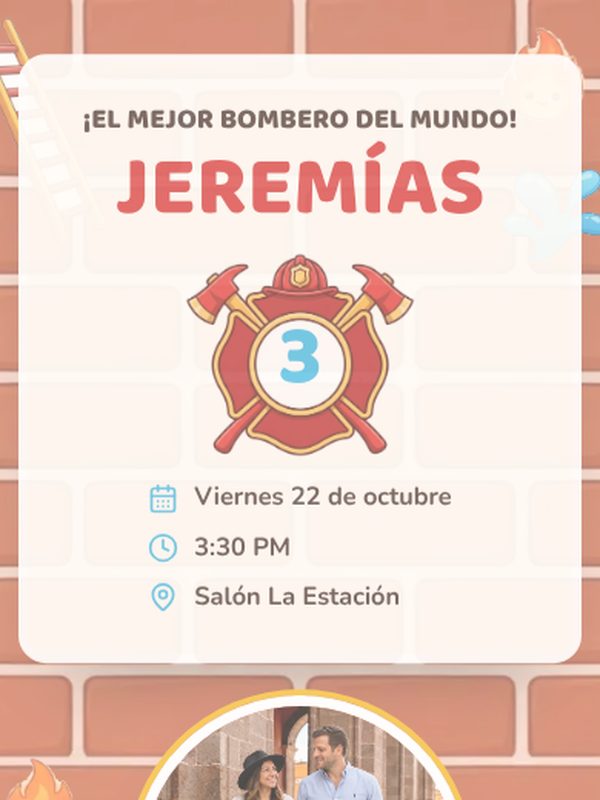 ¡EL MEJOR BOMBERO DEL MUNDO!
JEREMÍAS
3
Viernes 22 de octubre
3:30 PM
Salón La Estación